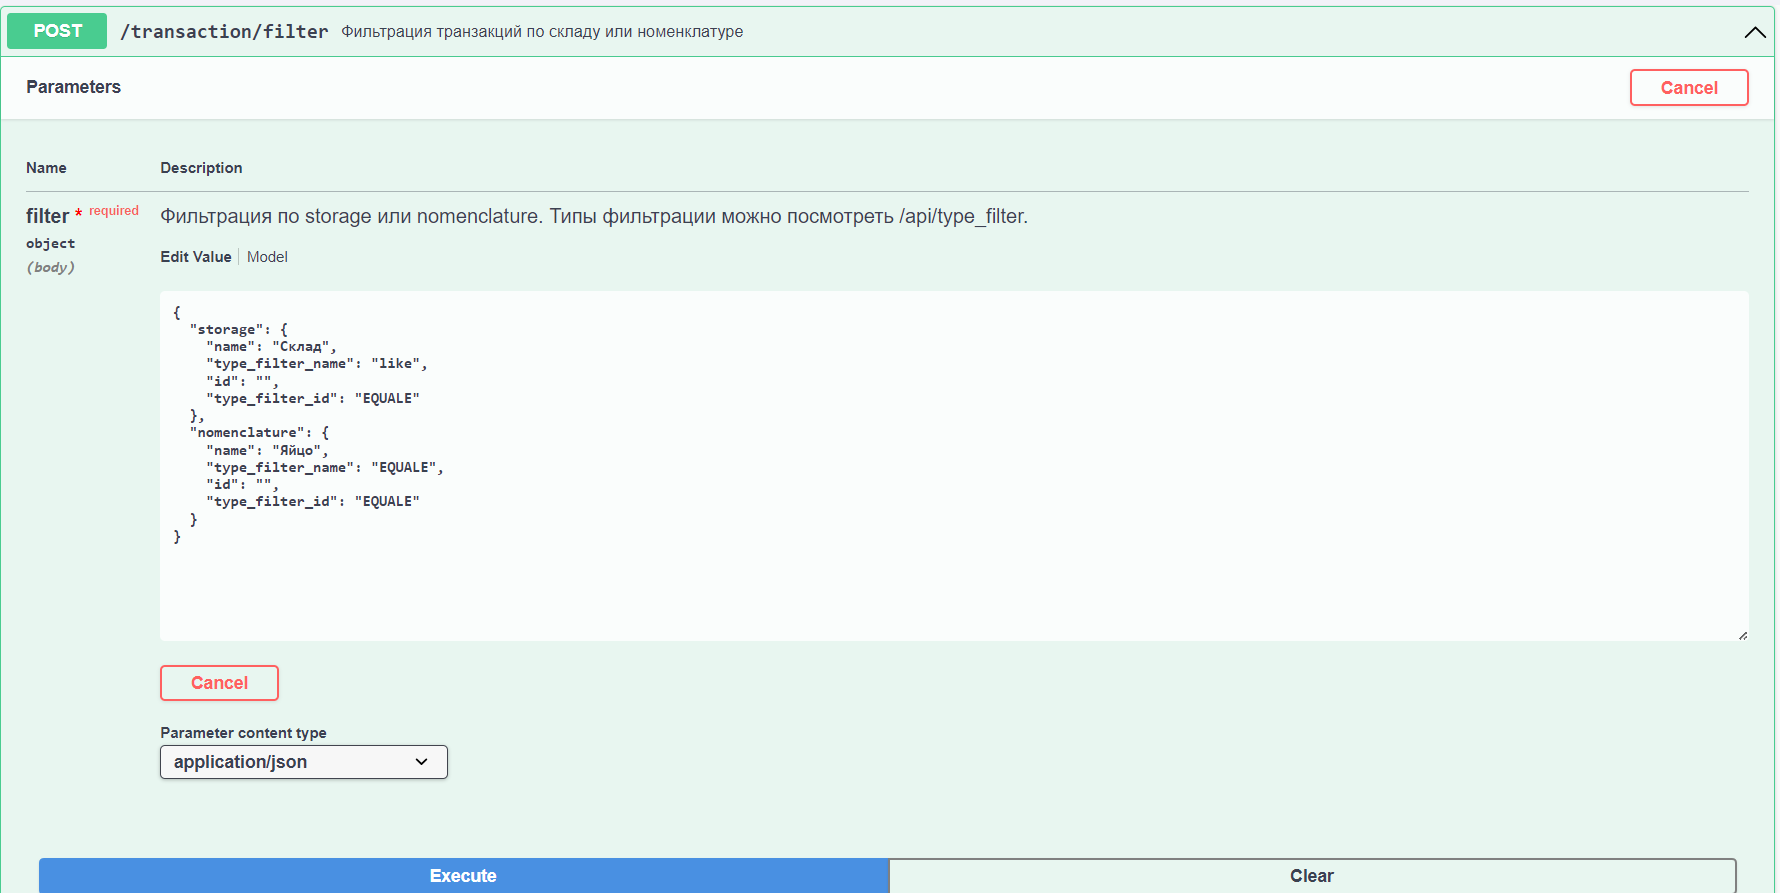 POST /transaction/filter Фильтрация транзакций по складу или номенклатуре
Parameters Cancel
Name Description
filter * required Фильтрация по storage или nomenclature. Типы фильтрации можно посмотреть /api/type_filter.
object
(body)
Edit Value | Model
{
  "storage": {
    "name": "Склад",
    "type_filter_name": "like",
    "id": "",
    "type_filter_id": "EQUALE"
  },
  "nomenclature": {
    "name": "Яйцо",
    "type_filter_name": "EQUALE",
    "id": "",
    "type_filter_id": "EQUALE"
  }
}
Cancel
Parameter content type
application/json
Execute Clear